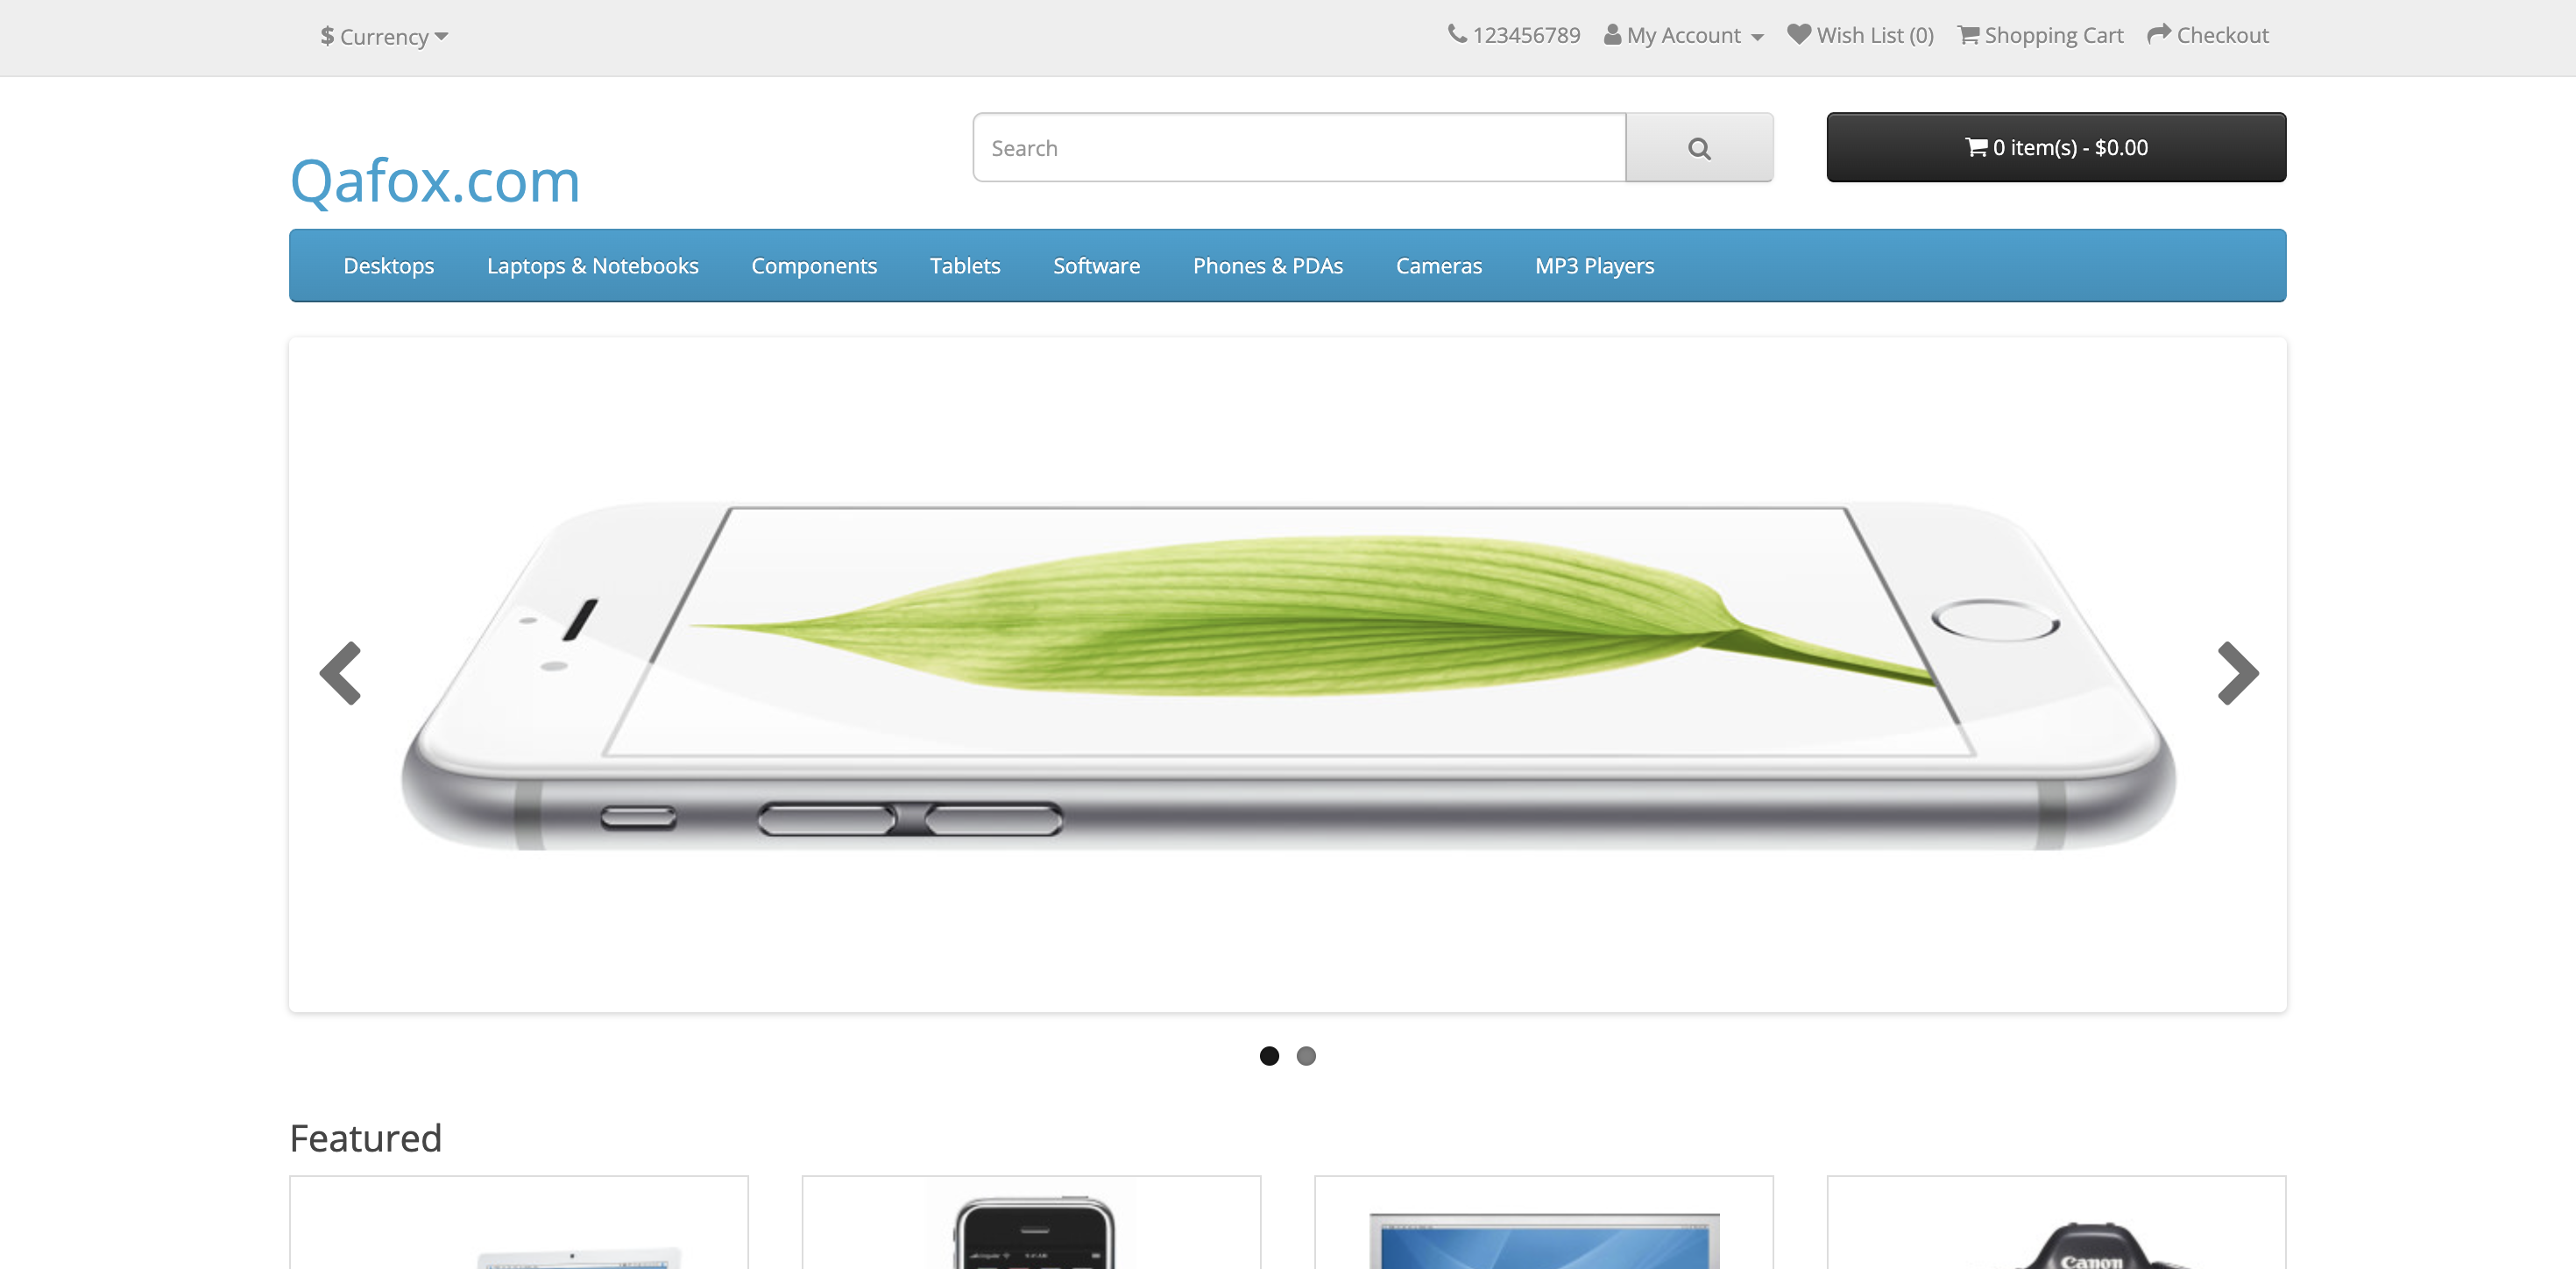 $ Currency
123456789 My Account Wish List (0) Shopping Cart Checkout
Qafox.com
Search
0 item(s) - $0.00
Desktops Laptops & Notebooks Components Tablets Software Phones & PDAs Cameras MP3 Players
Featured
Canon